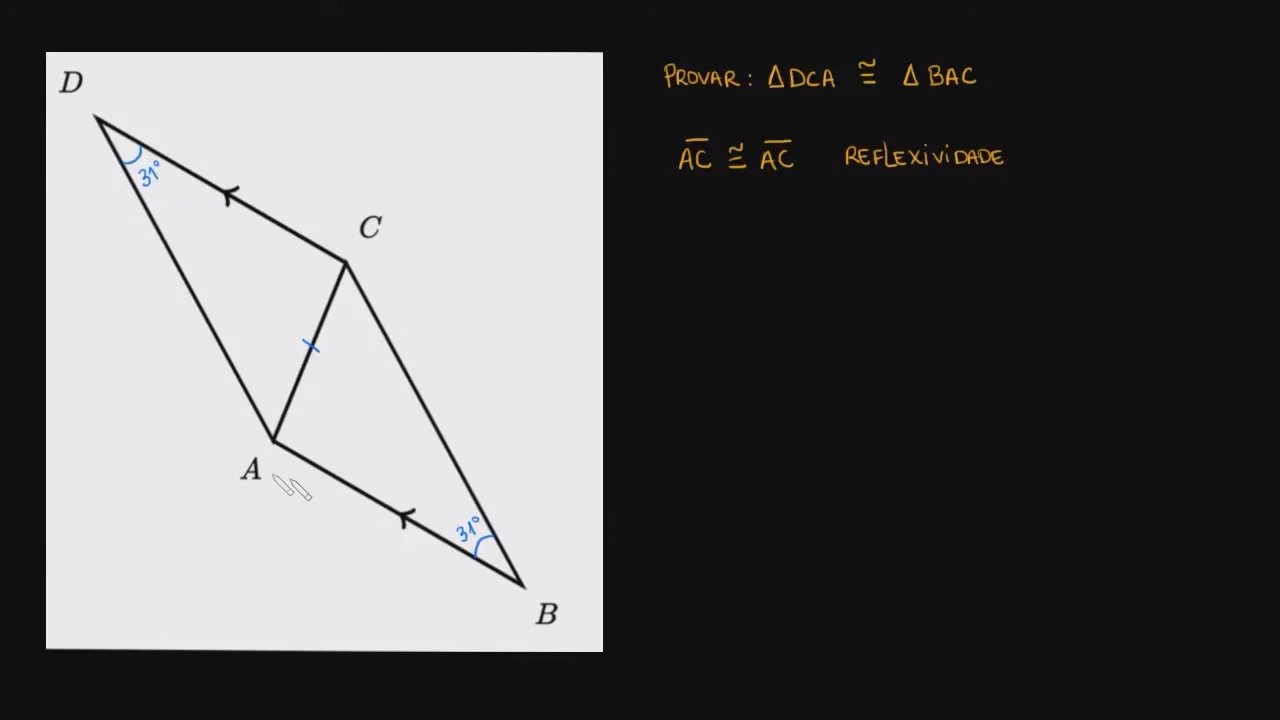 PROVAR: ΔDCA ≅ ΔBAC
AC ≅ AC REFLEXIVIDADE
D
31°
C
A
31°
B